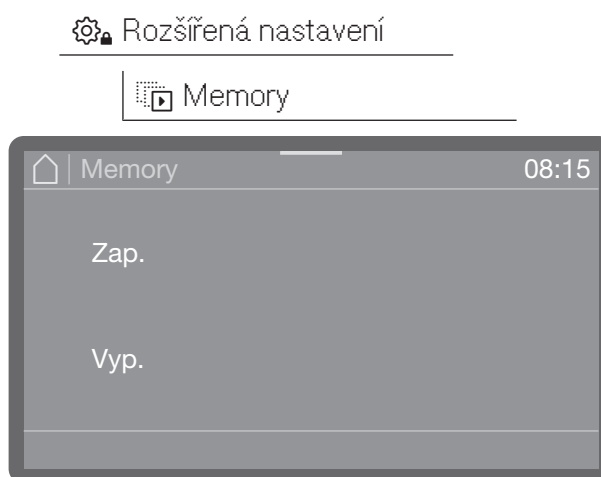 Rozšířená nastavení
Memory
Memory 08:15
Zap.
Vyp.